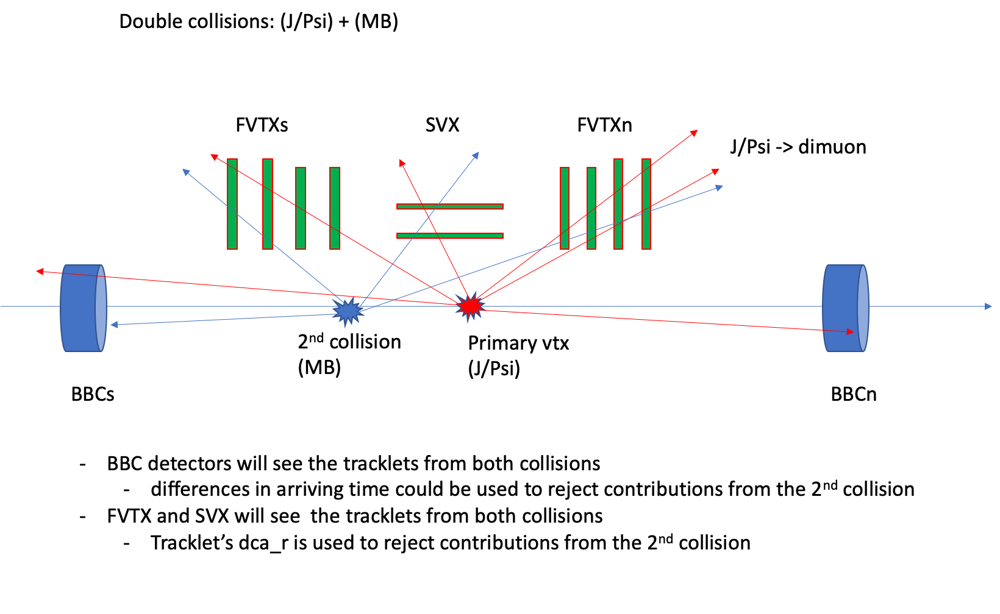 Double collisions: (J/Psi) + (MB)
FVTXs
SVX
FVTXn
J/Psi -> dimuon
2nd collision
(MB)
Primary vtx
(J/Psi)
BBCs
BBCn
- BBC detectors will see the tracklets from both collisions
- differences in arriving time could be used to reject contributions from the 2nd collision
- FVTX and SVX will see  the tracklets from both collisions
- Tracklet’s dca_r is used to reject contributions from the 2nd collision